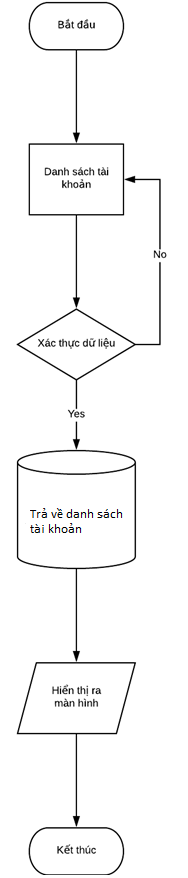 Bắt đầu
Danh sách tài
khoản
No
Xác thực dữ liệu
Yes
Trả về danh sách
tài khoản
Hiển thị ra
màn hình
Kết thúc